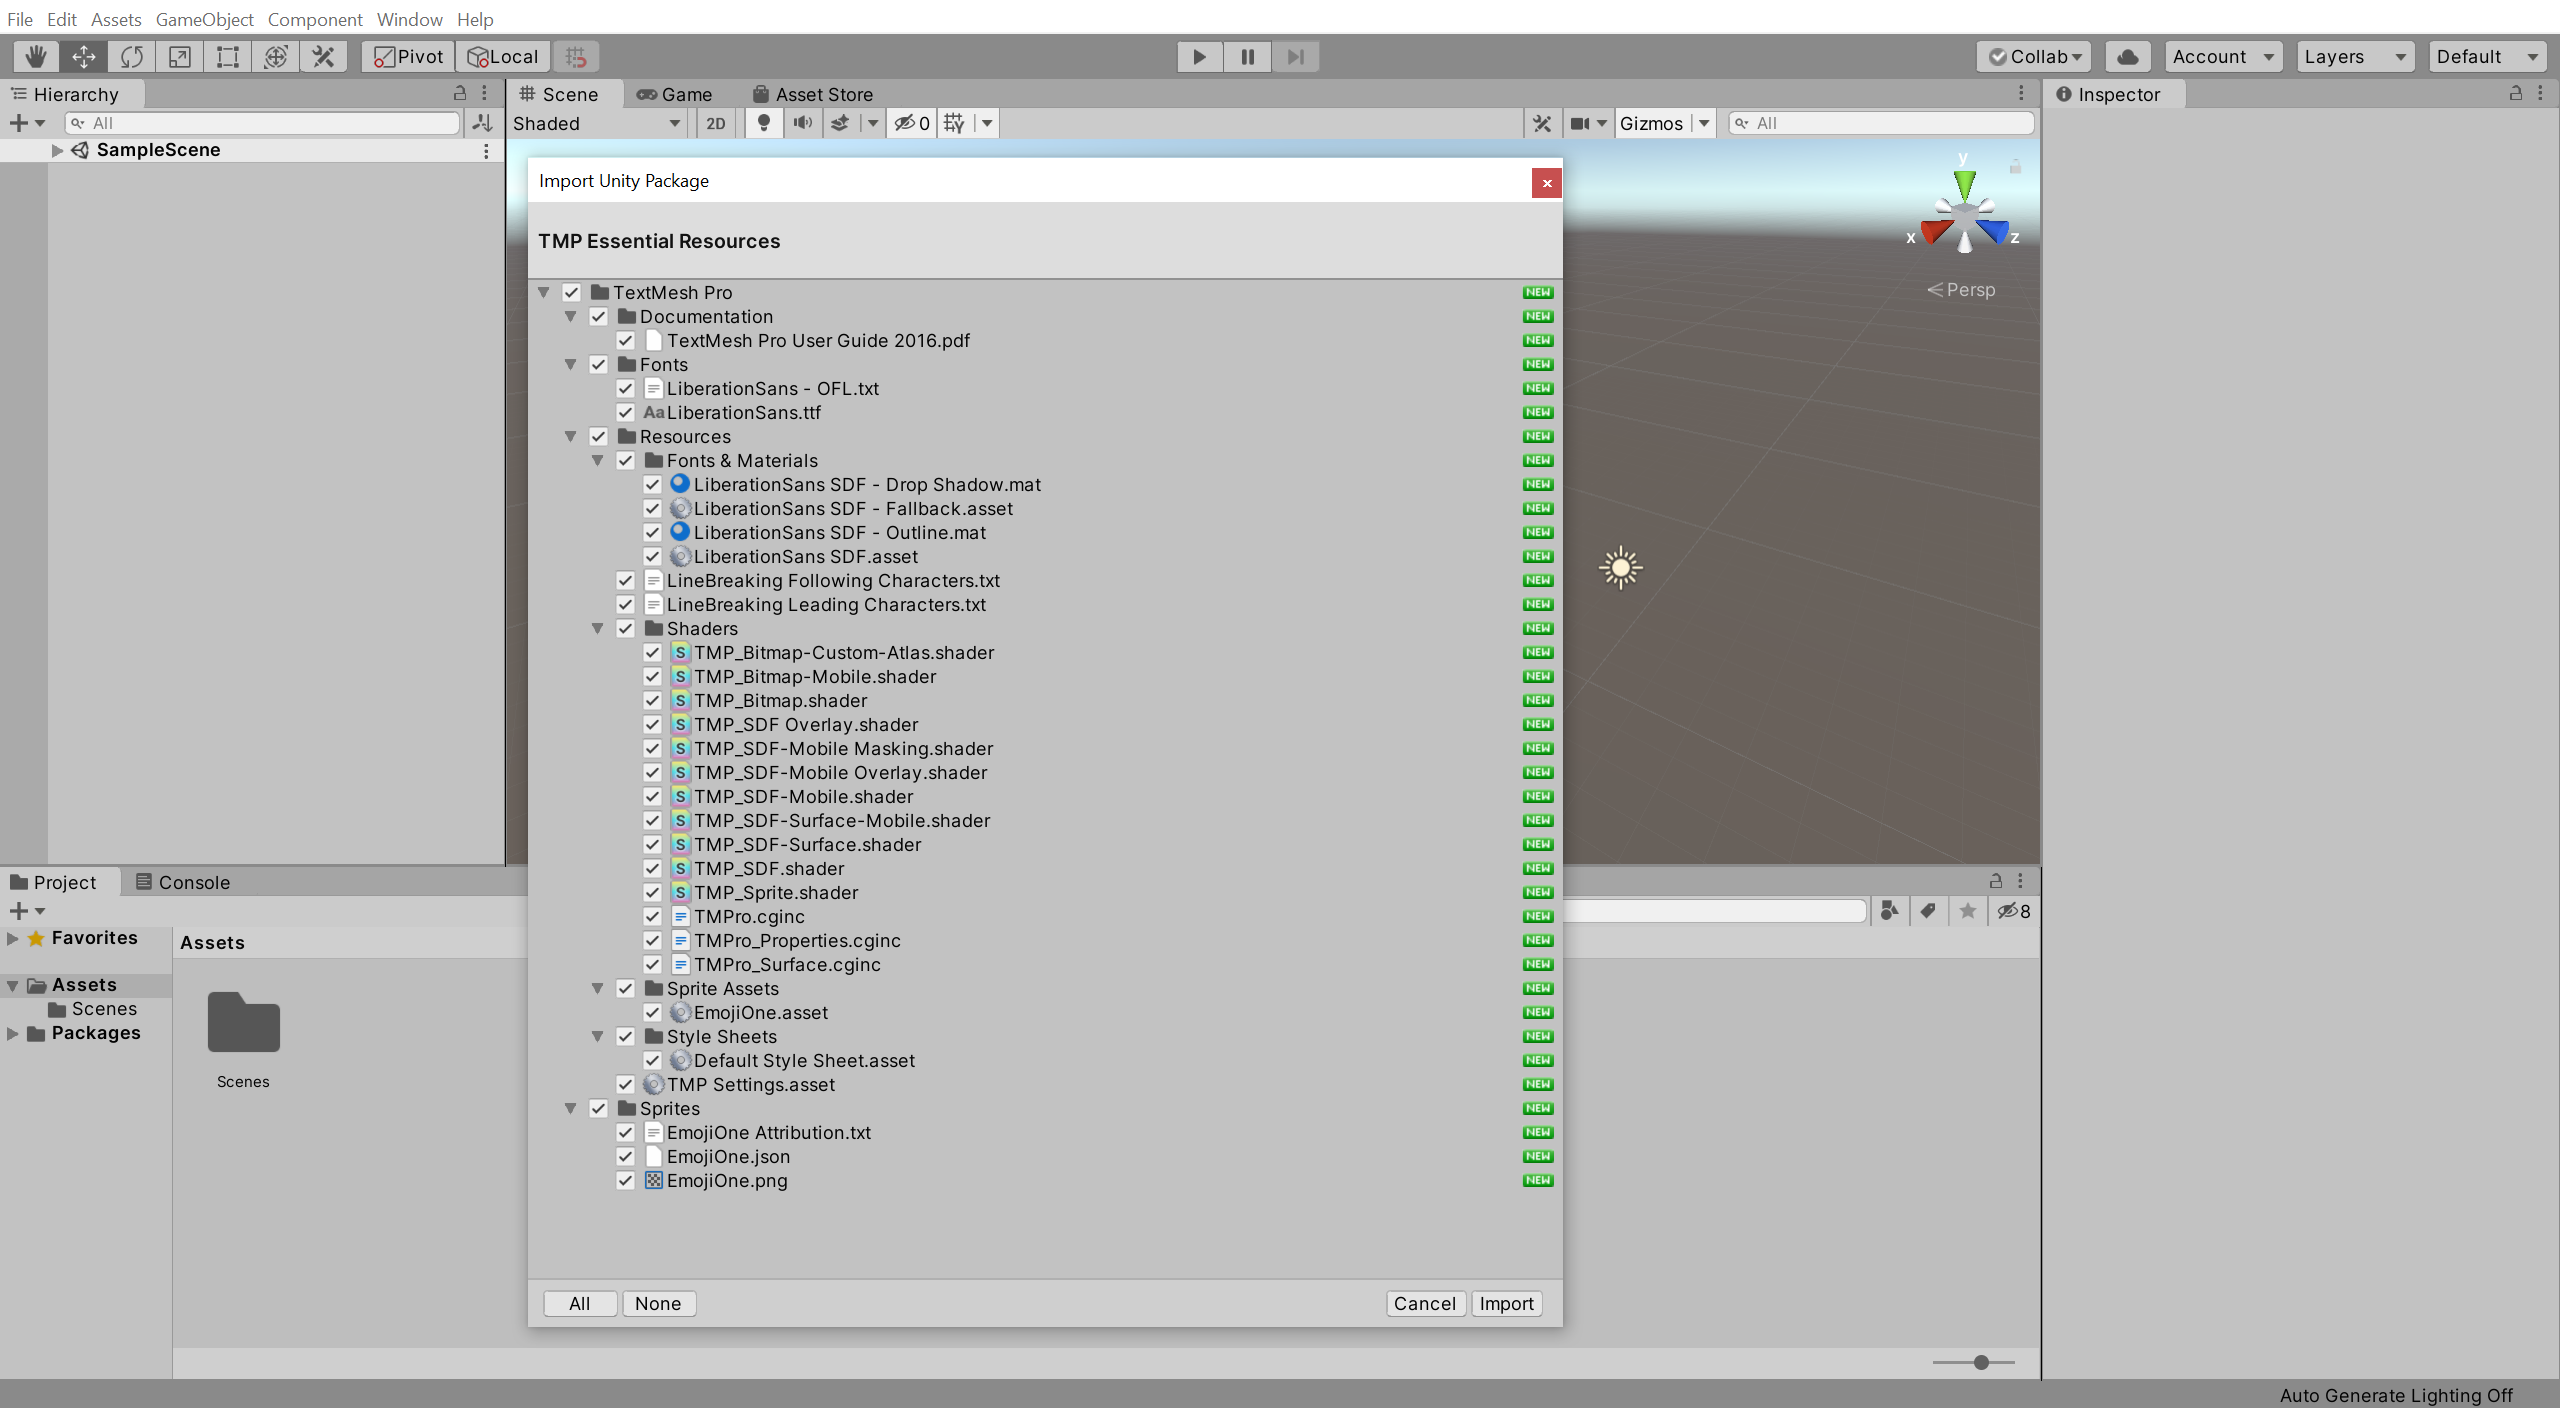 File Edit Assets GameObject Component Window Help
Pivot Local Collab Account Layers Default
Hierarchy
All
SampleScene
Scene Game Asset Store
Shaded 2D 0 Gizmos All
y
x z
Persp
Inspector
Import Unity Package
x
TMP Essential Resources
TextMesh Pro NEW
Documentation NEW
TextMesh Pro User Guide 2016.pdf NEW
Fonts NEW
LiberationSans - OFL.txt NEW
Aa LiberationSans.ttf NEW
Resources NEW
Fonts & Materials NEW
LiberationSans SDF - Drop Shadow.mat NEW
LiberationSans SDF - Fallback.asset NEW
LiberationSans SDF - Outline.mat NEW
LiberationSans SDF.asset NEW
LineBreaking Following Characters.txt NEW
LineBreaking Leading Characters.txt NEW
Shaders NEW
S TMP_Bitmap-Custom-Atlas.shader NEW
S TMP_Bitmap-Mobile.shader NEW
S TMP_Bitmap.shader NEW
S TMP_SDF Overlay.shader NEW
S TMP_SDF-Mobile Masking.shader NEW
S TMP_SDF-Mobile Overlay.shader NEW
S TMP_SDF-Mobile.shader NEW
S TMP_SDF-Surface-Mobile.shader NEW
S TMP_SDF-Surface.shader NEW
S TMP_SDF.shader NEW
S TMP_Sprite.shader NEW
TMPro.cginc NEW
TMPro_Properties.cginc NEW
TMPro_Surface.cginc NEW
Sprite Assets NEW
EmojiOne.asset NEW
Style Sheets NEW
Default Style Sheet.asset NEW
TMP Settings.asset NEW
Sprites NEW
EmojiOne Attribution.txt NEW
EmojiOne.json NEW
EmojiOne.png NEW
All None Cancel Import
Project Console
8
Favorites
Assets
Scenes
Packages
Assets
Scenes
Auto Generate Lighting Off